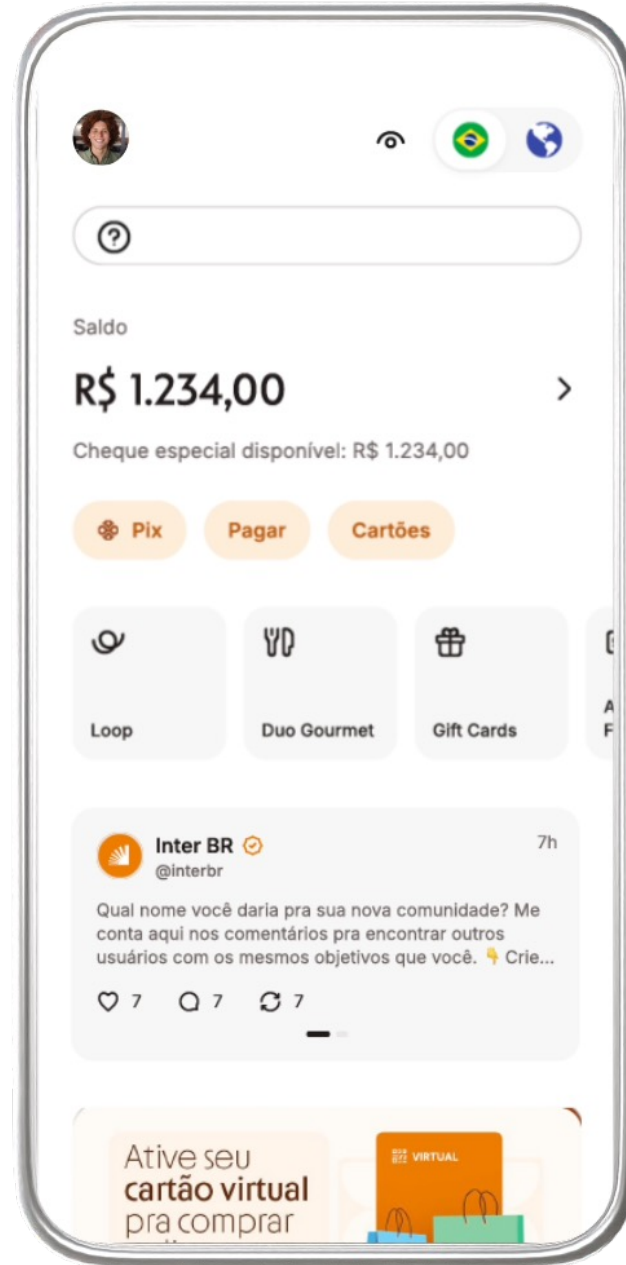 Saldo
R$ 1.234,00
Cheque especial disponível: R$ 1.234,00
Pix Pagar Cartões
Loop Duo Gourmet Gift Cards
Inter BR 7h
@interbr
Qual nome você daria pra sua nova comunidade? Me
conta aqui nos comentários pra encontrar outros
usuários com os mesmos objetivos que você. 👇 Crie...
7 7 7
Ative seu
cartão virtual
pra comprar
VIRTUAL